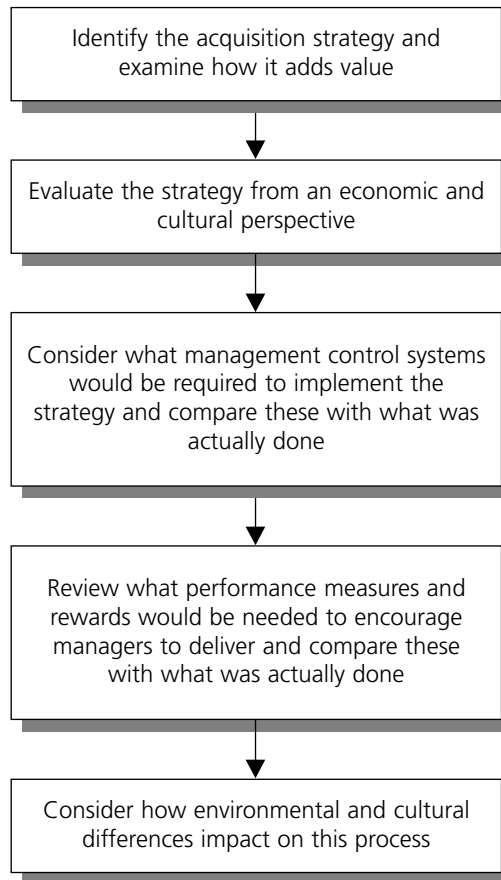 Identify the acquisition strategy and
examine how it adds value
Evaluate the strategy from an economic and
cultural perspective
Consider what management control systems
would be required to implement the
strategy and compare these with what was
actually done
Review what performance measures and
rewards would be needed to encourage
managers to deliver and compare these
with what was actually done
Consider how environmental and cultural
differences impact on this process